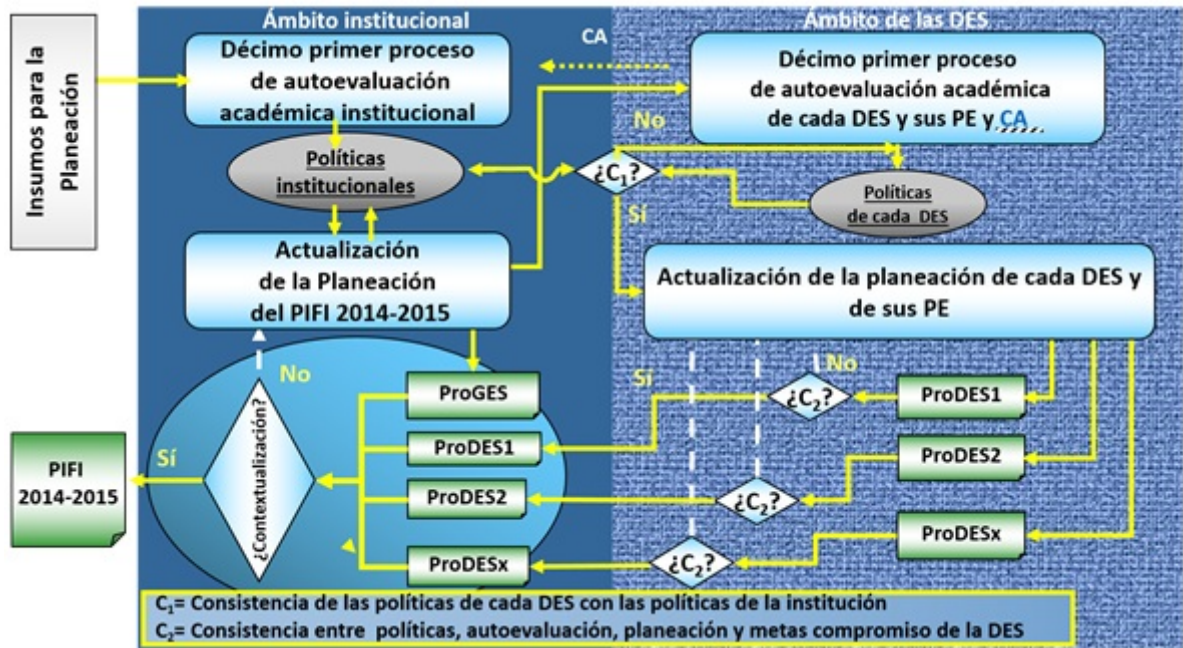 Ámbito institucional
Ámbito de las DES
Insumos para la
Planeación
Décimo primer proceso
de autoevaluación
académica institucional
CA
Décimo primer proceso
de autoevaluación académica
de cada DES y sus PE y CA
No
Políticas
institucionales
¿C1?
Políticas
de cada DES
Sí
Actualización
de la Planeación
del PIFI 2014-2015
Actualización de la planeación de cada DES y
de sus PE
No
¿Contextualización?
Sí
PIFI
2014-2015
ProGES
ProDES1
ProDES2
ProDESx
Sí
No
¿C2?
ProDES1
¿C2?
ProDES2
¿C2?
ProDESx
C1= Consistencia de las políticas de cada DES con las políticas de la institución
C2= Consistencia entre políticas, autoevaluación, planeación y metas compromiso de la DES